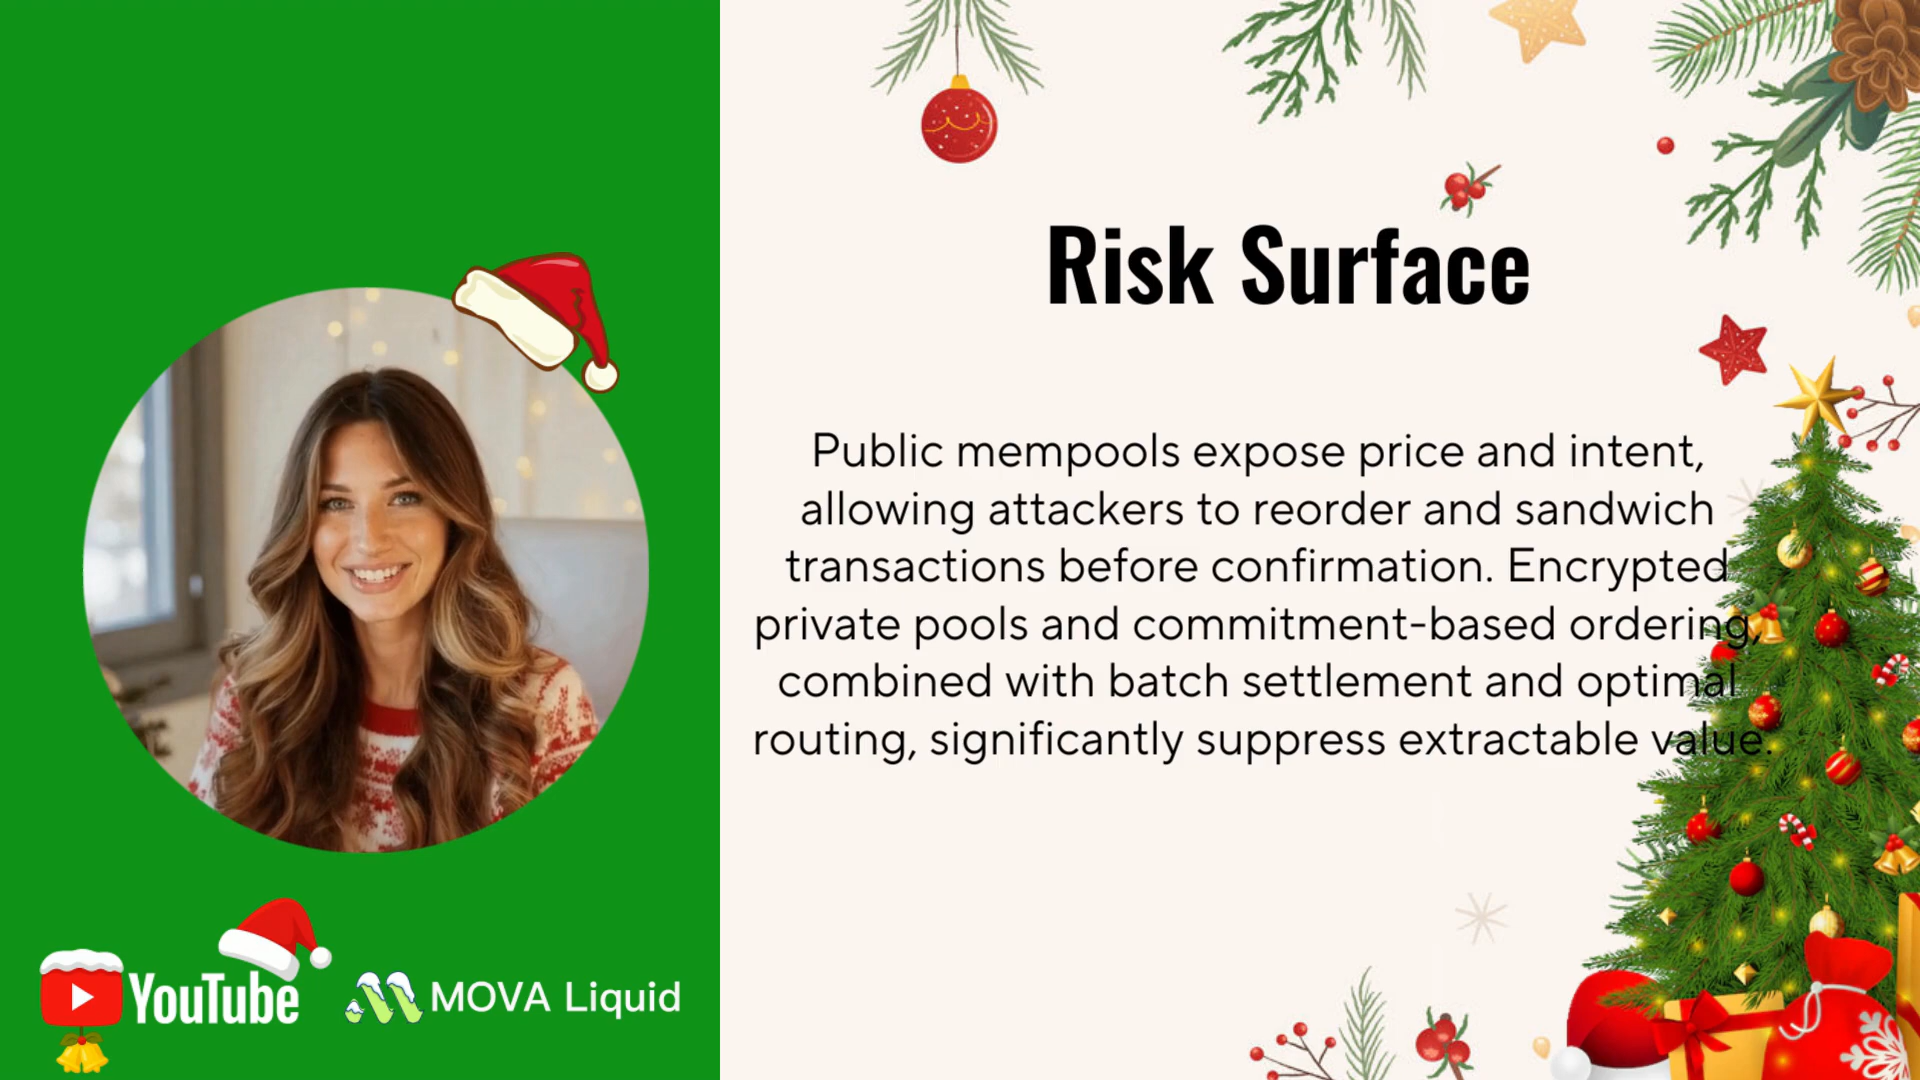 Risk Surface
Public mempools expose price and intent,
allowing attackers to reorder and sandwich
transactions before confirmation. Encrypted
private pools and commitment-based ordering,
combined with batch settlement and optimal
routing, significantly suppress extractable value.
YouTube
MOVA Liquid